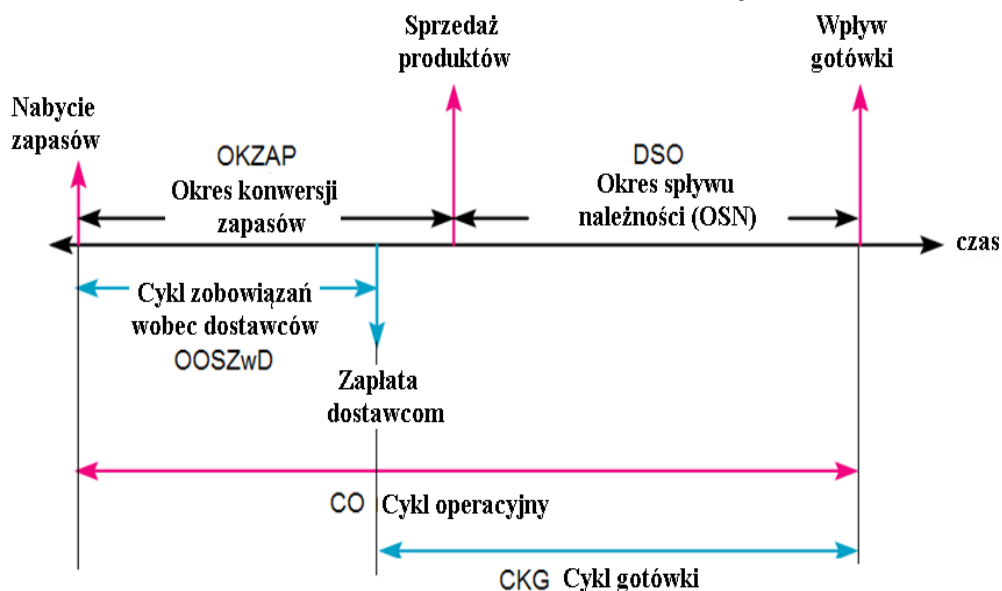 Sprzedaż
produktów
Wpływ
gotówki
Nabycie
zapasów
OKZAP
Okres konwersji
zapasów
DSO
Okres spływu
należności (OSN)
czas
Cykl zobowiązań
wobec dostawców
OOSZwD
Zapłata
dostawcom
CO Cykl operacyjny
CKG Cykl gotówki